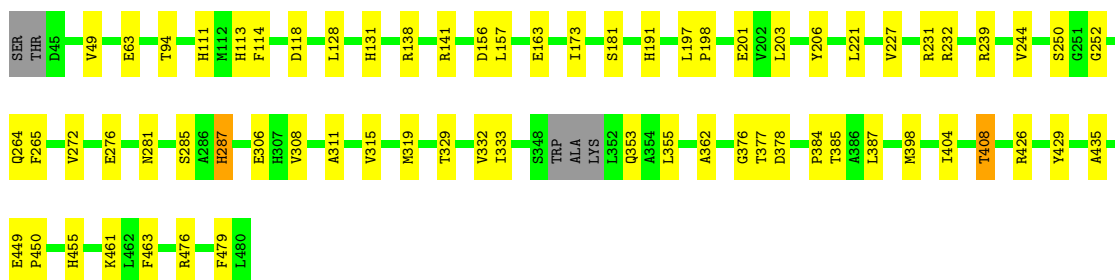 SER THR D45 V49 E63 T94 H111 M112 H113 F114 D118 L128 H131 R138 R141 D156 L157 E163 I173 S181 H191 L197 P198 E201 V202 L203 Y206 L221 V227 R231 R232 R239 V244 S250 G251 G252
Q264 F265 V272 E276 N281 S285 A286 H287 E306 H307 V308 A311 V315 M319 T329 V332 I333 S348 TRP ALA LYS L352 Q353 A354 L355 A362 G376 T377 D378 P384 T385 A386 L387 M398 I404 T408 R426 Y429 A435
E449 P450 H455 K461 L462 F463 R476 F479 L480